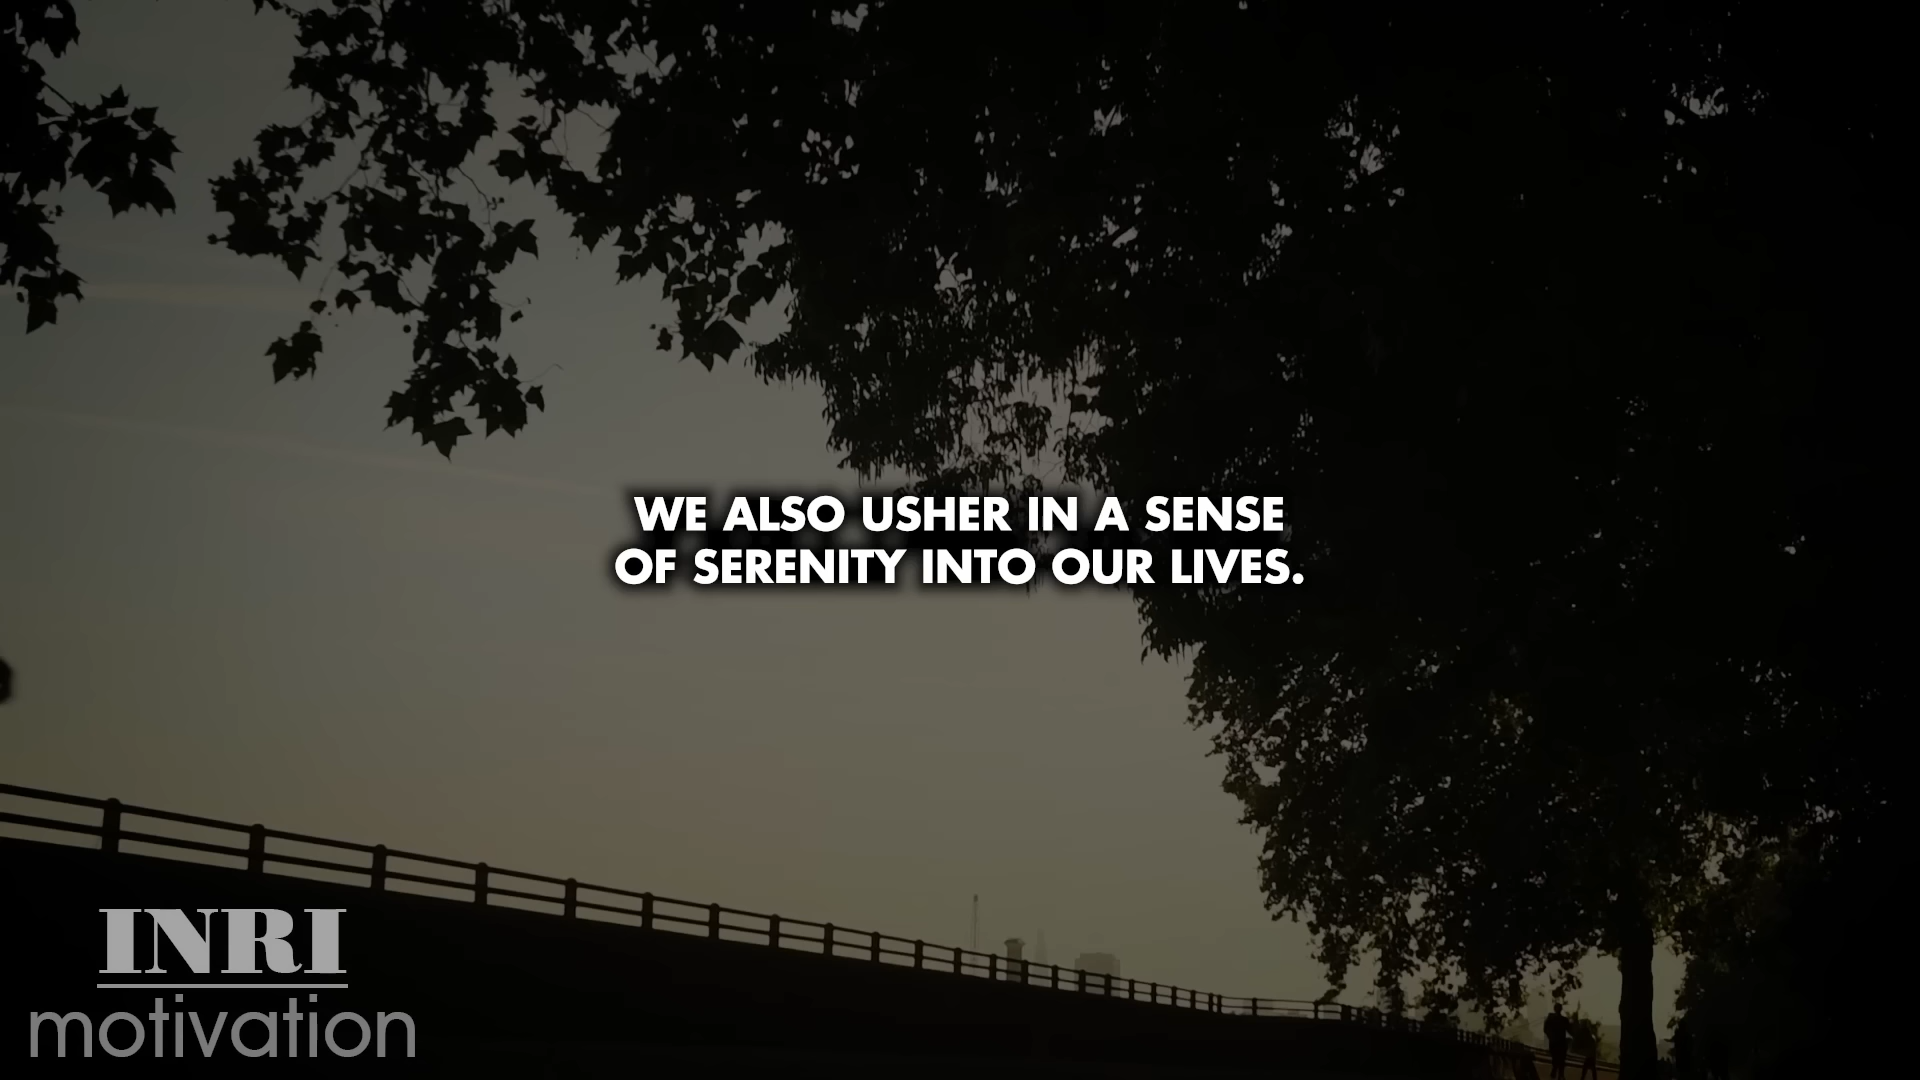 WE ALSO USHER IN A SENSE
OF SERENITY INTO OUR LIVES.
INRI
motivation